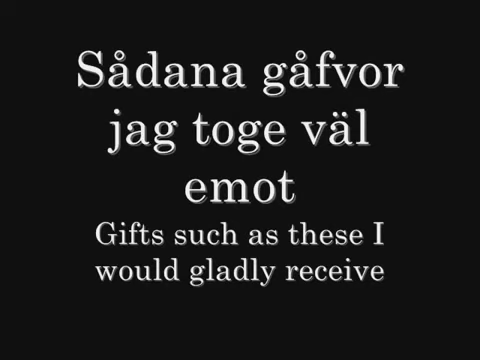 Sådana gåfvor
jag toge väl
emot
Gifts such as these I
would gladly receive